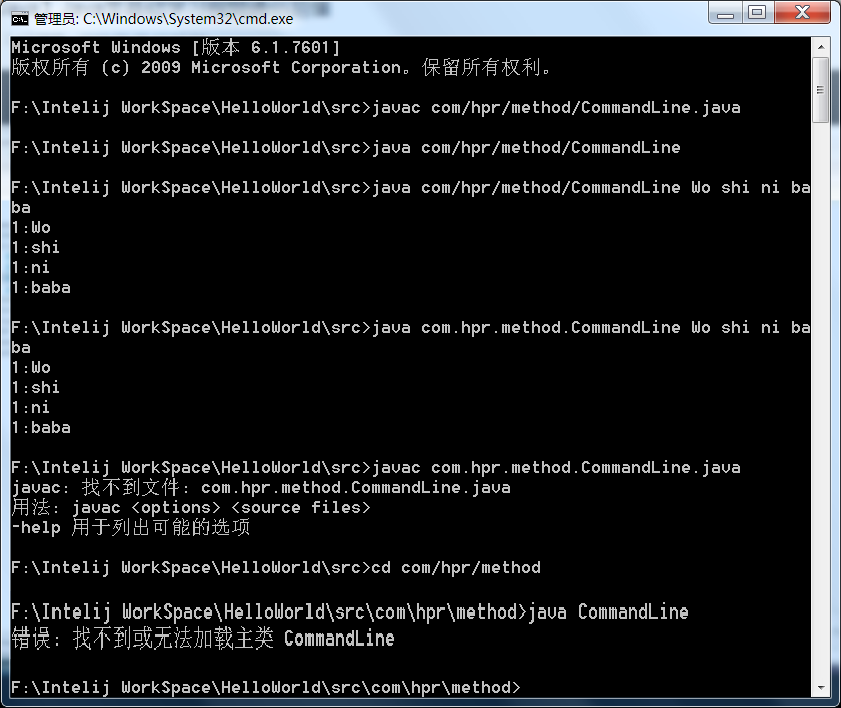 管理员: C:\Windows\System32\cmd.exe
Microsoft Windows [版本 6.1.7601]
版权所有 (c) 2009 Microsoft Corporation。保留所有权利。
F:\Intelij WorkSpace\HelloWorld\src>javac com/hpr/method/CommandLine.java
F:\Intelij WorkSpace\HelloWorld\src>java com/hpr/method/CommandLine
F:\Intelij WorkSpace\HelloWorld\src>java com/hpr/method/CommandLine Wo shi ni ba
ba
1:Wo
1:shi
1:ni
1:baba
F:\Intelij WorkSpace\HelloWorld\src>java com.hpr.method.CommandLine Wo shi ni ba
ba
1:Wo
1:shi
1:ni
1:baba
F:\Intelij WorkSpace\HelloWorld\src>javac com.hpr.method.CommandLine.java
javac: 找不到文件: com.hpr.method.CommandLine.java
用法: javac <options> <source files>
-help 用于列出可能的选项
F:\Intelij WorkSpace\HelloWorld\src>cd com/hpr/method
F:\Intelij WorkSpace\HelloWorld\src\com\hpr\method>java CommandLine
错误: 找不到或无法加载主类 CommandLine
F:\Intelij WorkSpace\HelloWorld\src\com\hpr\method>